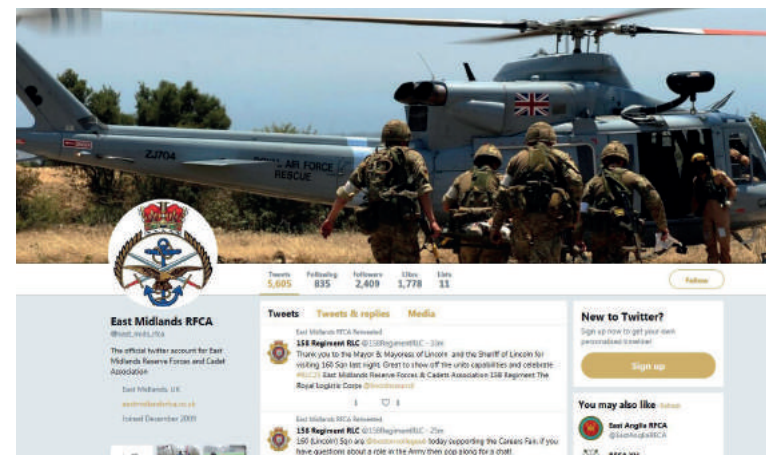 ZJ704
ROYAL AIR FORCE
RESCUE
Tweets
5,605
Following
835
Followers
2,409
Likes
1,778
Lists
11
Follow
East Midlands RFCA
The official twitter account for East
Midlands Reserve Forces and Cadet
Association
East Midlands, UK
eastmidlandsrfca.co.uk
Joined December 2009
Tweets Tweets & replies Media
East Midlands RFCA Retweeted
158 Regiment RLC @158RegimentRLC
Thank you to the Mayor & Mayoress of Lincoln and the Sheriff of Lincoln for
visiting 160 Sqn last night. Great to show off the units capabilities and celebrate
#RLC25 East Midlands Reserve Forces & Cadets Association 158 Regiment The
Royal Logistic Corps
East Midlands RFCA Retweeted
158 Regiment RLC @158RegimentRLC - 25m
160 (Lincoln) Sqn are today supporting the Careers Fair, if you
have questions about a role in the Army then pop along for a chat!
New to Twitter?
Sign up now to get your own
personalised timeline!
Sign up
You may also like · Refresh
East Anglia RFCA
@EastAngliaRFCA